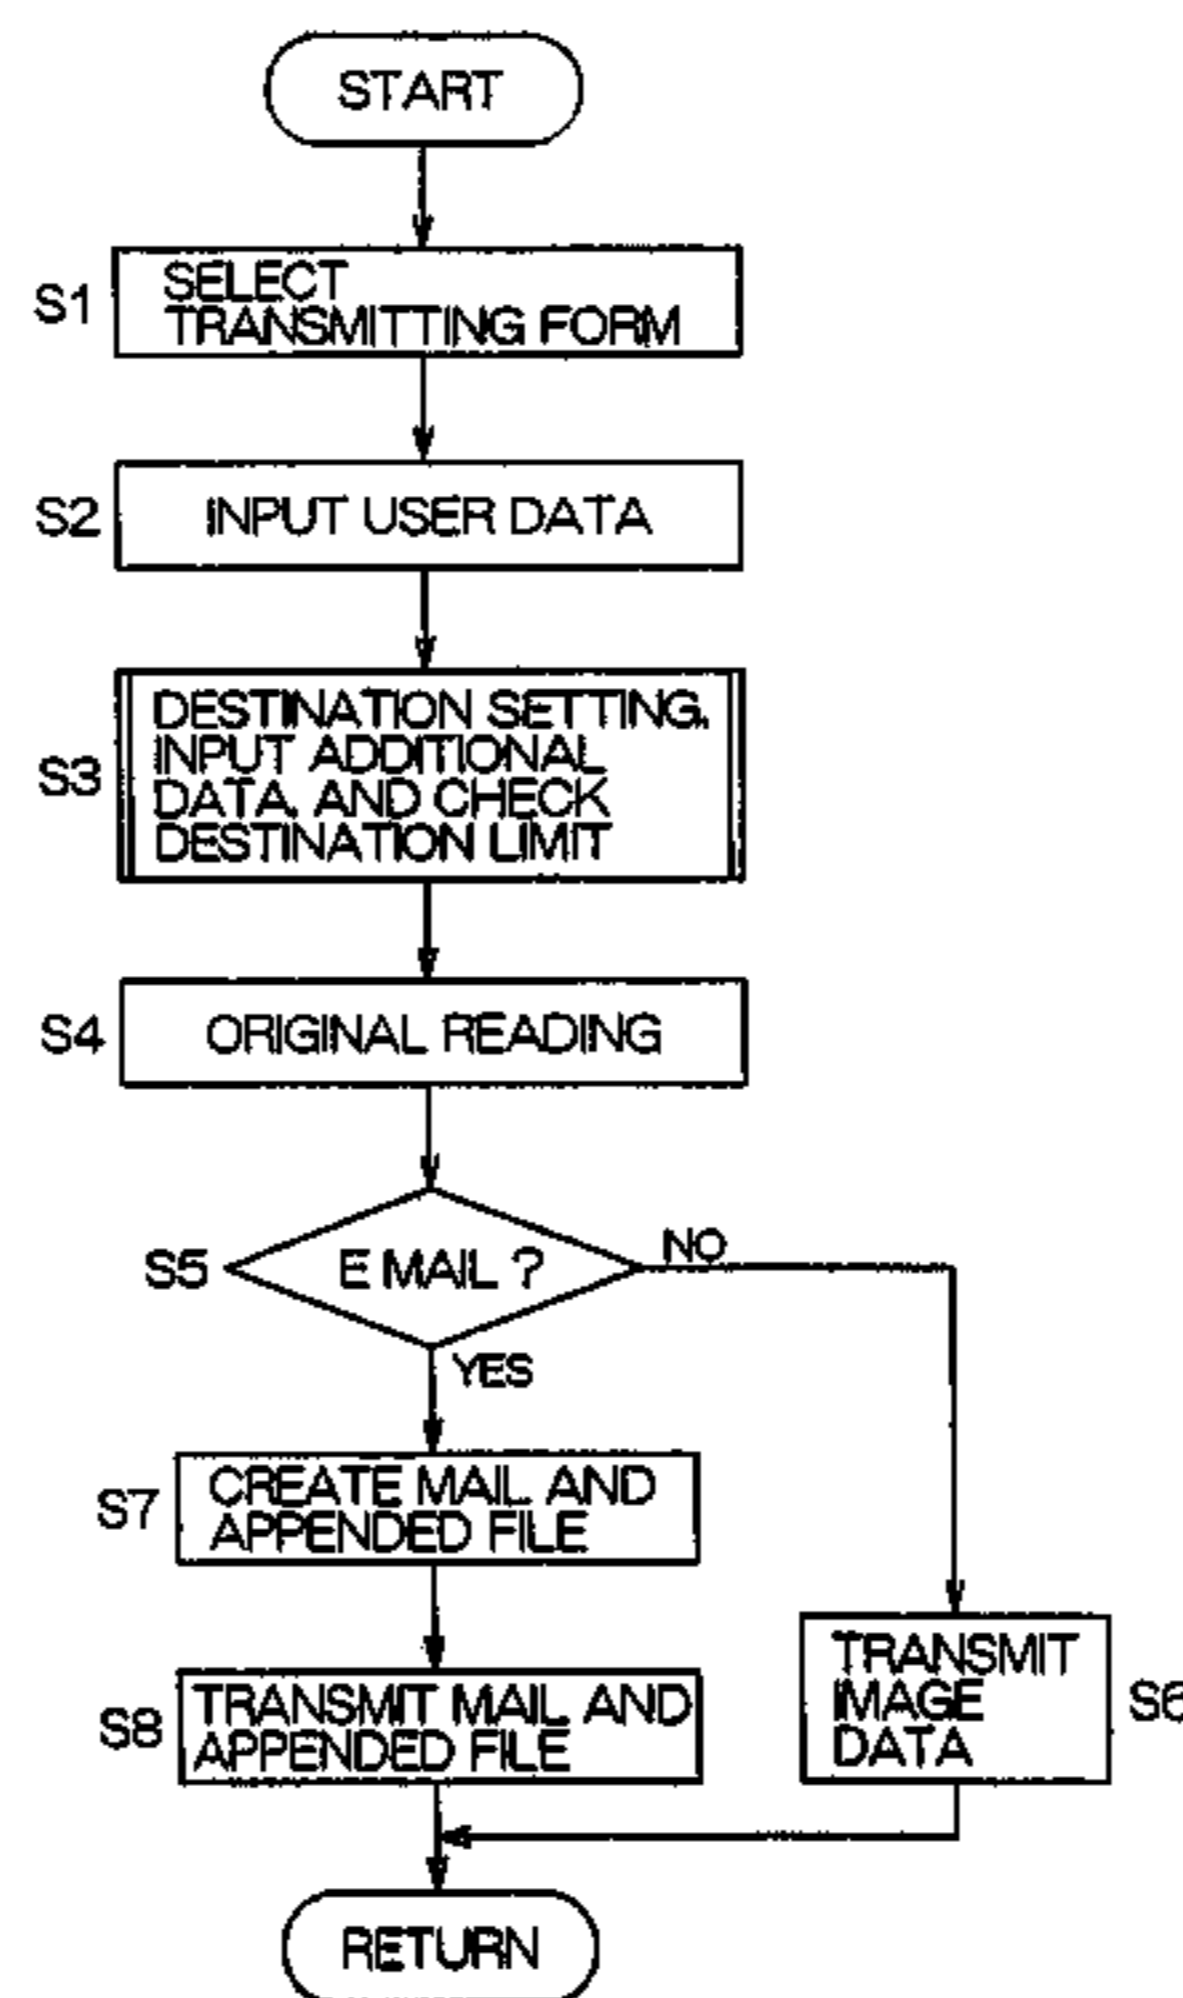 START
S1
SELECT
TRANSMITTING FORM
S2
INPUT USER DATA
S3
DESTINATION SETTING,
INPUT ADDITIONAL
DATA, AND CHECK
DESTINATION LIMIT
S4
ORIGINAL READING
S5
E MAIL ?
NO
YES
S7
CREATE MAIL AND
APPENDED FILE
S8
TRANSMIT MAIL AND
APPENDED FILE
TRANSMIT
IMAGE
DATA
S6
RETURN